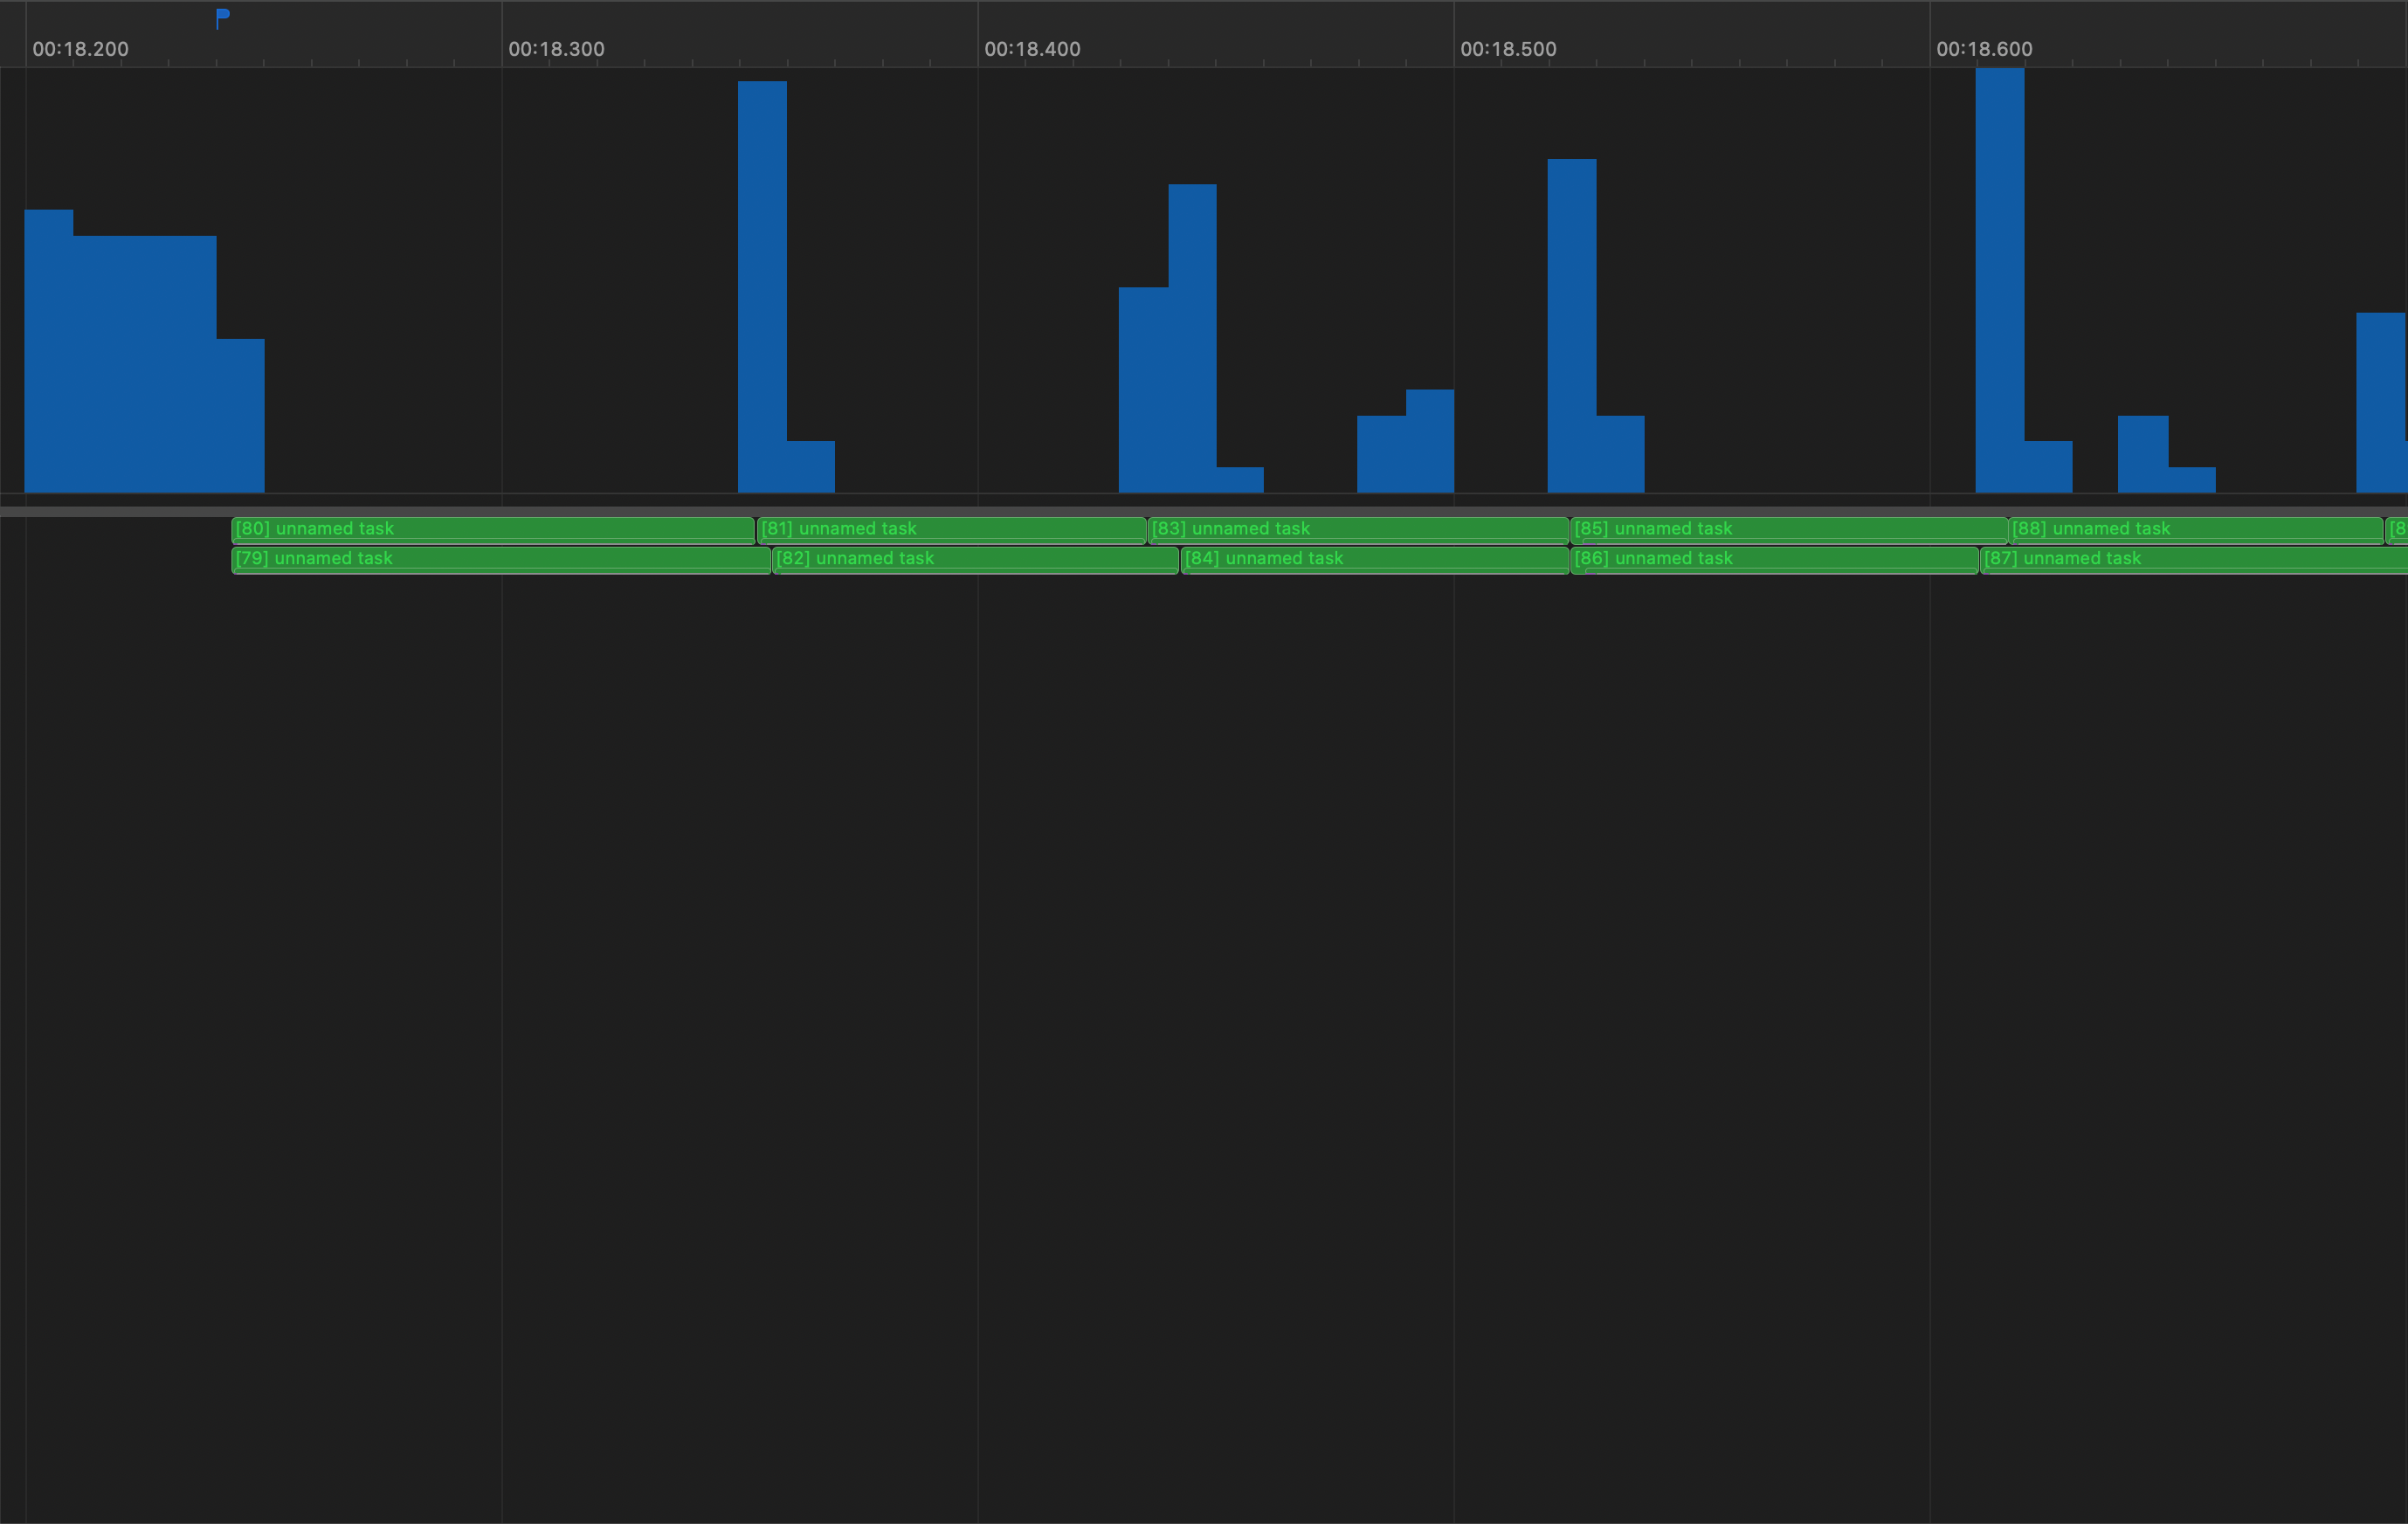 00:18.200 00:18.300 00:18.400 00:18.500 00:18.600
[80] unnamed task [81] unnamed task [83] unnamed task [85] unnamed task [88] unnamed task
[79] unnamed task [82] unnamed task [84] unnamed task [86] unnamed task [87] unnamed task